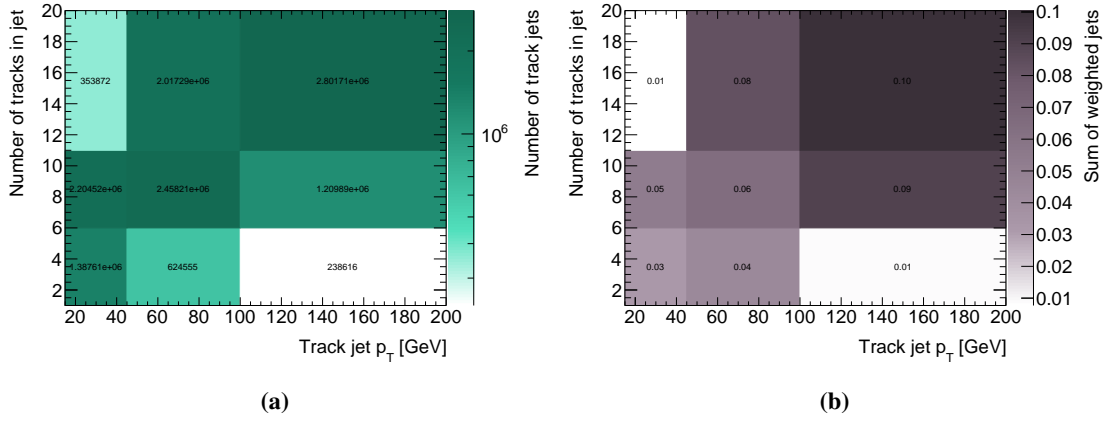 Number of tracks in jet
20
18
16
14
12
10
8
6
4
2
353872
2.01729e+06
2.80171e+06
2.20452e+06
2.45821e+06
1.20989e+06
1.38761e+06
624555
238616
20 40 60 80 100 120 140 160 180 200
Track jet p_T [GeV]
10^6
Number of track jets
(a)
Number of tracks in jet
20
18
16
14
12
10
8
6
4
2
0.01
0.08
0.10
0.05
0.06
0.09
0.03
0.04
0.01
20 40 60 80 100 120 140 160 180 200
Track jet p_T [GeV]
0.1
0.09
0.08
0.07
0.06
0.05
0.04
0.03
0.02
0.01
Sum of weighted jets
(b)